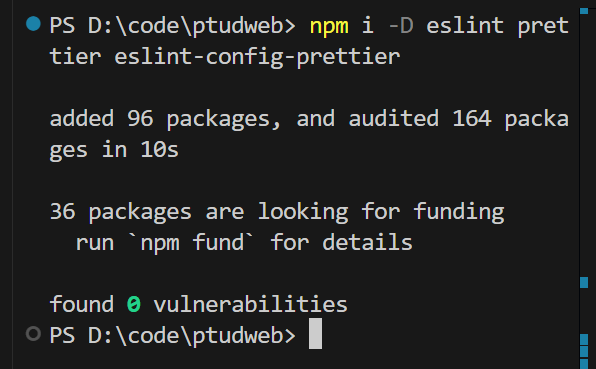 PS D:\code\ptudweb> npm i -D eslint pret
tier eslint-config-prettier
added 96 packages, and audited 164 packa
ges in 10s
36 packages are looking for funding
  run `npm fund` for details
found 0 vulnerabilities
PS D:\code\ptudweb>